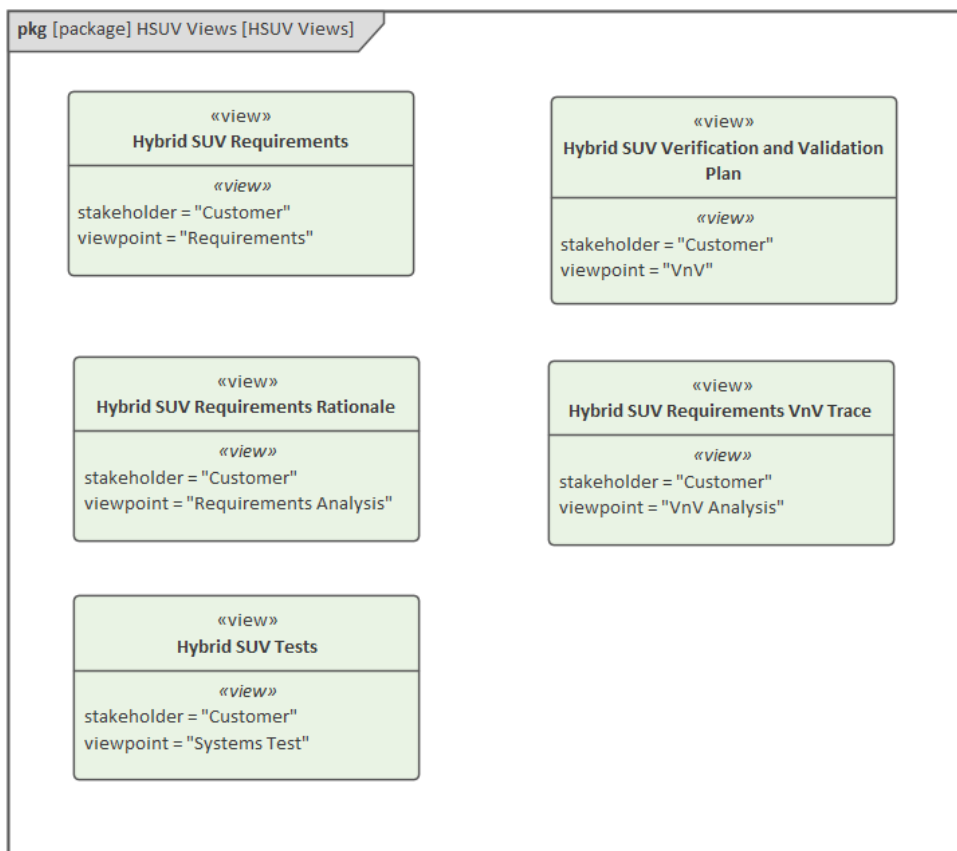 pkg [package] HSUV Views [HSUV Views]
«view»
Hybrid SUV Requirements
«view»
stakeholder = "Customer"
viewpoint = "Requirements"
«view»
Hybrid SUV Verification and Validation
Plan
«view»
stakeholder = "Customer"
viewpoint = "VnV"
«view»
Hybrid SUV Requirements Rationale
«view»
stakeholder = "Customer"
viewpoint = "Requirements Analysis"
«view»
Hybrid SUV Requirements VnV Trace
«view»
stakeholder = "Customer"
viewpoint = "VnV Analysis"
«view»
Hybrid SUV Tests
«view»
stakeholder = "Customer"
viewpoint = "Systems Test"